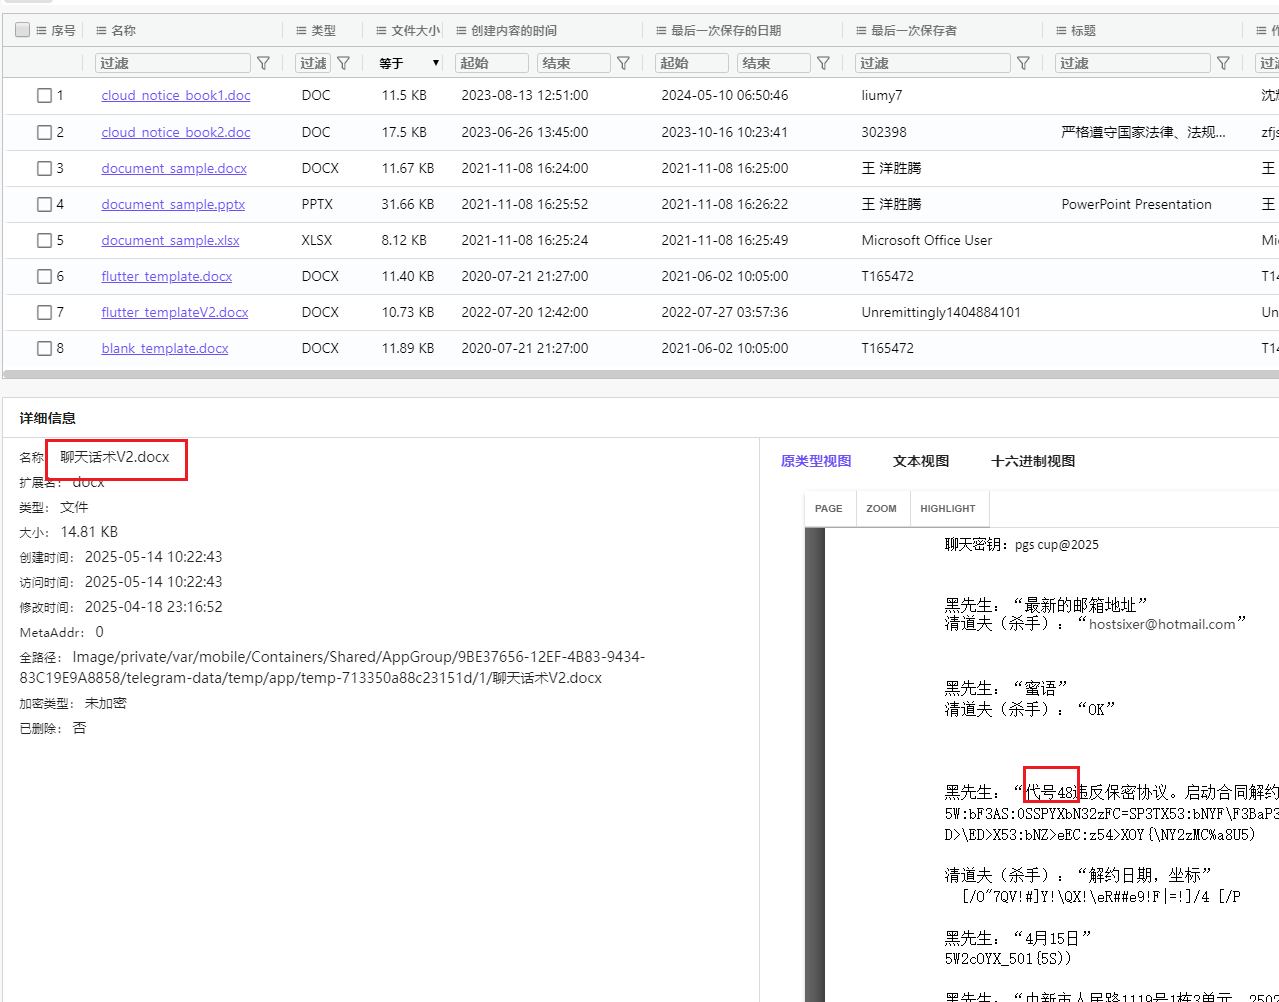 序号 名称 类型 文件大小 创建内容的时间 最后一次保存的日期 最后一次保存者 标题
过滤 过滤 等于 起始 结束 起始 结束 过滤 过滤
1 cloud_notice_book1.doc DOC 11.5 KB 2023-08-13 12:51:00 2024-05-10 06:50:46 liumy7
2 cloud_notice_book2.doc DOC 17.5 KB 2023-06-26 13:45:00 2023-10-16 10:23:41 302398 严格遵守国家法律、法规... zfjs
3 document_sample.docx DOCX 11.67 KB 2021-11-08 16:24:00 2021-11-08 16:25:00 王 洋胜腾 王
4 document_sample.pptx PPTX 31.66 KB 2021-11-08 16:25:52 2021-11-08 16:26:22 王 洋胜腾 PowerPoint Presentation 王
5 document_sample.xlsx XLSX 8.12 KB 2021-11-08 16:25:24 2021-11-08 16:25:49 Microsoft Office User
6 flutter_template.docx DOCX 11.40 KB 2020-07-21 21:27:00 2021-06-02 10:05:00 T165472 T14
7 flutter_templateV2.docx DOCX 10.73 KB 2022-07-20 12:42:00 2022-07-27 03:57:36 Unremittingly1404884101 Un
8 blank_template.docx DOCX 11.89 KB 2020-07-21 21:27:00 2021-06-02 10:05:00 T165472 T14
详细信息
名称 聊天话术V2.docx
扩展名: docx
类型: 文件
大小: 14.81 KB
创建时间: 2025-05-14 10:22:43
访问时间: 2025-05-14 10:22:43
修改时间: 2025-04-18 23:16:52
MetaAddr: 0
全路径: Image/private/var/mobile/Containers/Shared/AppGroup/9BE37656-12EF-4B83-9434-
83C19E9A8858/telegram-data/temp/app/temp-713350a88c23151d/1/聊天话术V2.docx
加密类型: 未加密
已删除: 否
原类型视图 文本视图 十六进制视图
PAGE ZOOM HIGHLIGHT
聊天密钥：pgs cup@2025
黑先生：“最新的邮箱地址”
清道夫（杀手）：“hostsixer@hotmail.com”
黑先生：“蜜语”
清道夫（杀手）：“OK”
黑先生：“代号48违反保密协议。启动合同解约
5W:bF3AS:0SSPYXbN32zFC=SP3TX53:bNYF\F3BaP3
D>\ED>X53:bNZ>eEC:z54>XOY{\NY2zMC%a8U5)
清道夫（杀手）：“解约日期，坐标”
[/O"7QV!#]Y!\QX!\eR##e9!F|=!]/4 [/P
黑先生：“4月15日”
5W2cOYX_501{5S))